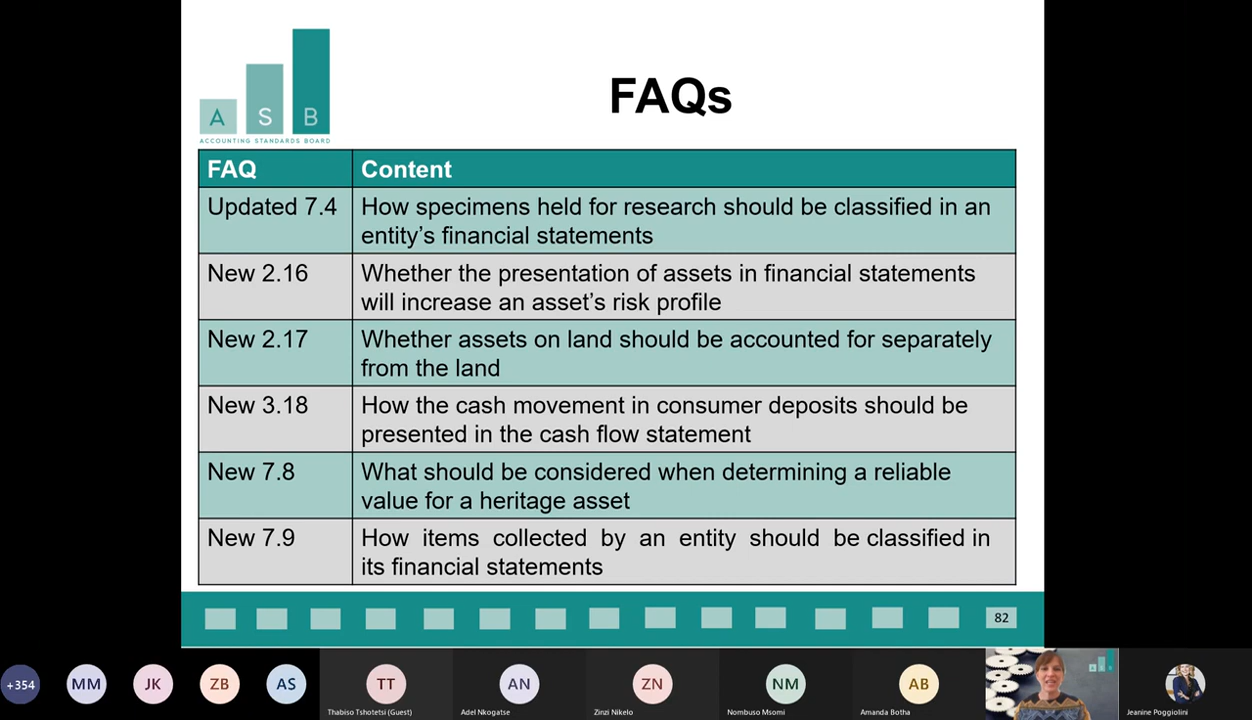 FAQs
A S B
ACCOUNTING STANDARDS BOARD
FAQ Content
Updated 7.4 How specimens held for research should be classified in an
entity's financial statements
New 2.16 Whether the presentation of assets in financial statements
will increase an asset's risk profile
New 2.17 Whether assets on land should be accounted for separately
from the land
New 3.18 How the cash movement in consumer deposits should be
presented in the cash flow statement
New 7.8 What should be considered when determining a reliable
value for a heritage asset
New 7.9 How items collected by an entity should be classified in
its financial statements
82
+354 MM JK ZB AS TT AN ZN NM AB
Thabiso Tshotetsi (Guest) Adel Nkogatse Zinzi Nikelo Nombuso Msomi Amanda Botha Jeanine Poggiolini